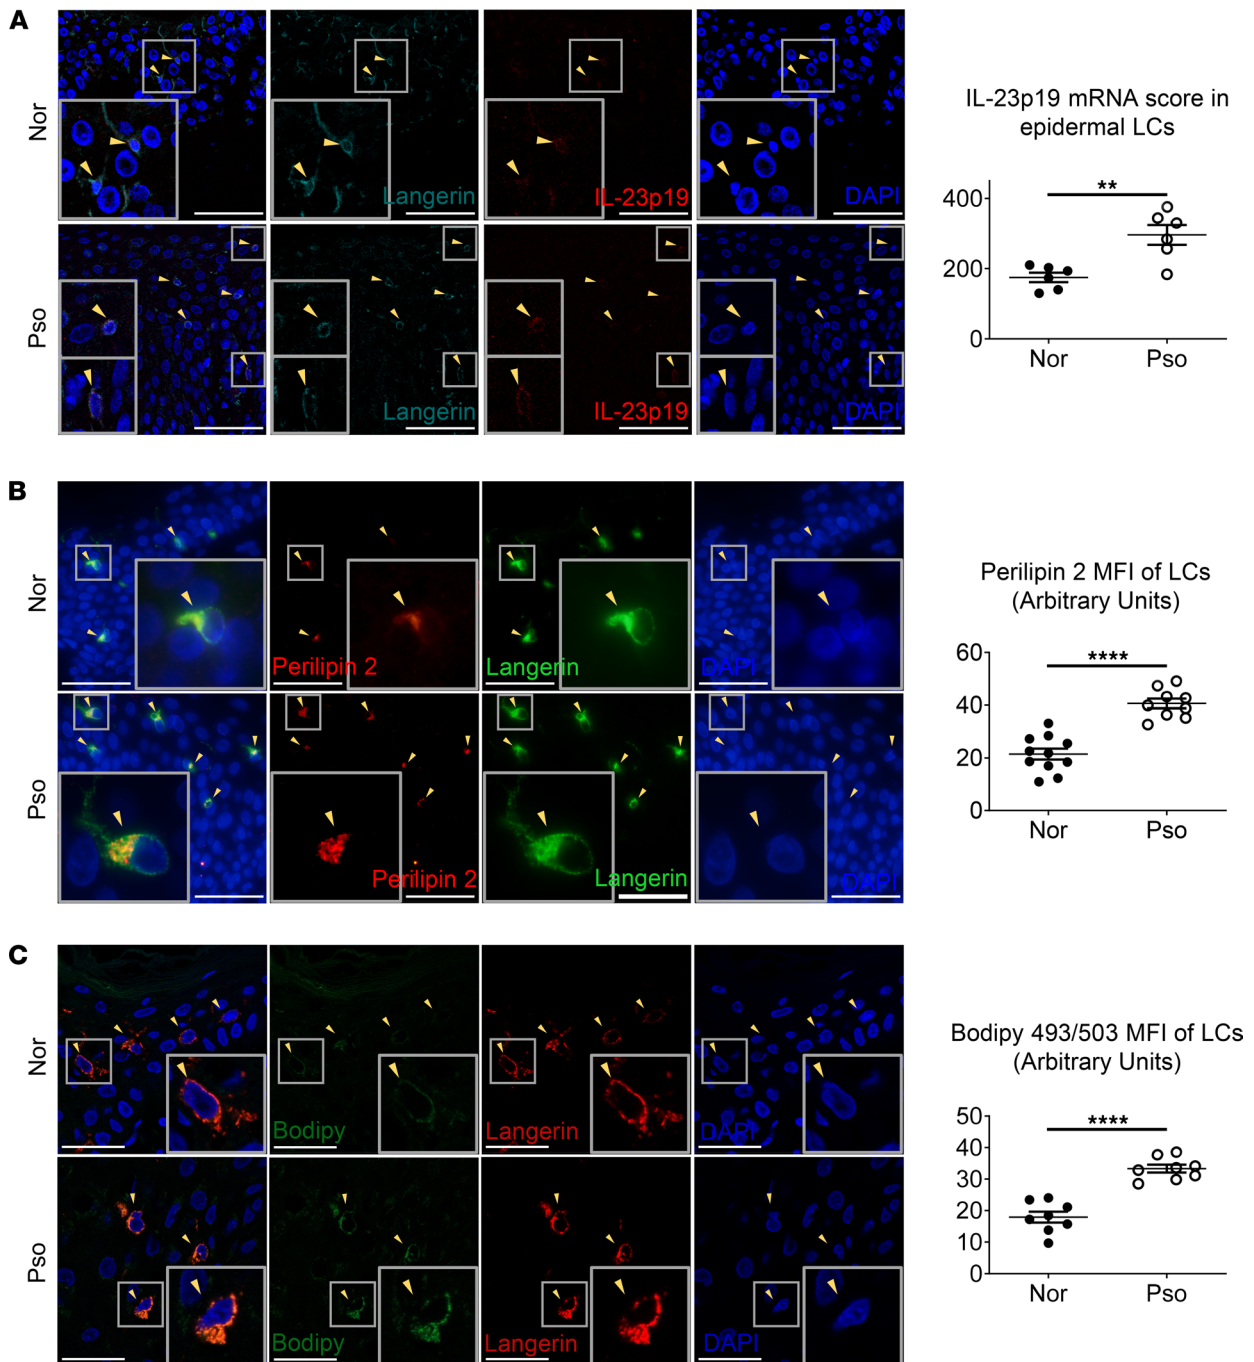 A
Nor
Langerin
IL-23p19
DAPI
Pso
Langerin
IL-23p19
DAPI
IL-23p19 mRNA score in
epidermal LCs
**
400
200
0
Nor
Pso
B
Nor
Perilipin 2
Langerin
DAPI
Pso
Perilipin 2
Langerin
DAPI
Perilipin 2 MFI of LCs
(Arbitrary Units)
****
60
40
20
0
Nor
Pso
C
Nor
Bodipy
Langerin
DAPI
Pso
Bodipy
Langerin
DAPI
Bodipy 493/503 MFI of LCs
(Arbitrary Units)
****
50
40
30
20
10
0
Nor
Pso